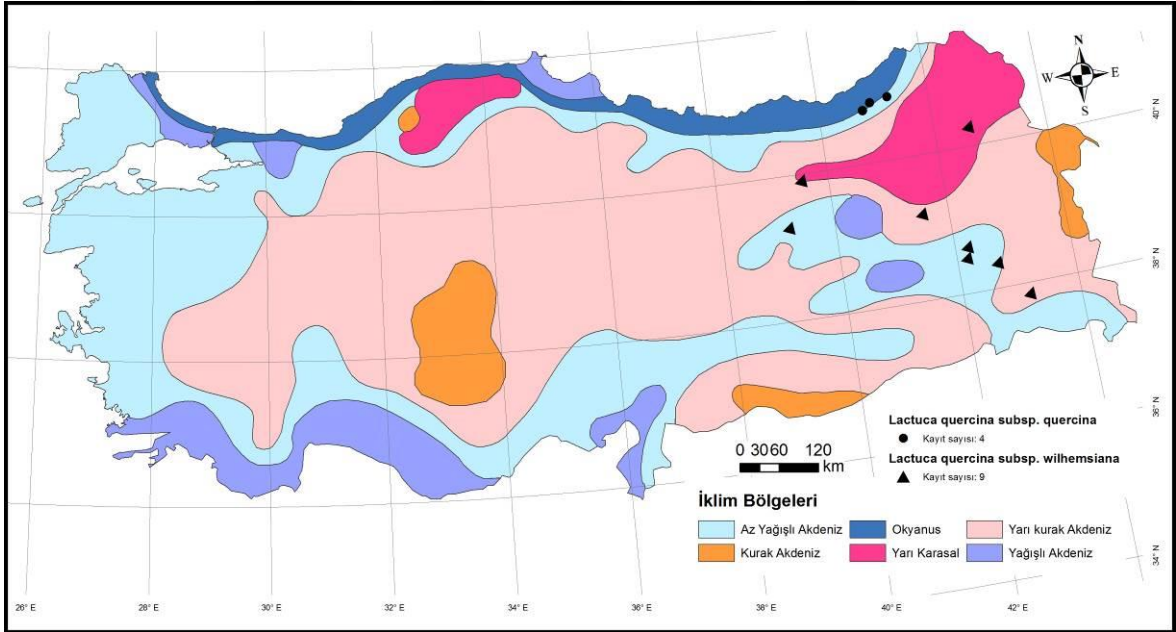 N
W E
S
40° N
38° N
36° N
34° N
Lactuca quercina subsp. quercina
Kayıt sayısı: 4
Lactuca quercina subsp. wilhemsiana
Kayıt sayısı: 9
0 30 60 120
km
İklim Bölgeleri
Az Yağışlı Akdeniz
Okyanus
Yarı kurak Akdeniz
Kurak Akdeniz
Yarı Karasal
Yağışlı Akdeniz
26° E 28° E 30° E 32° E 34° E 36° E 38° E 40° E 42° E